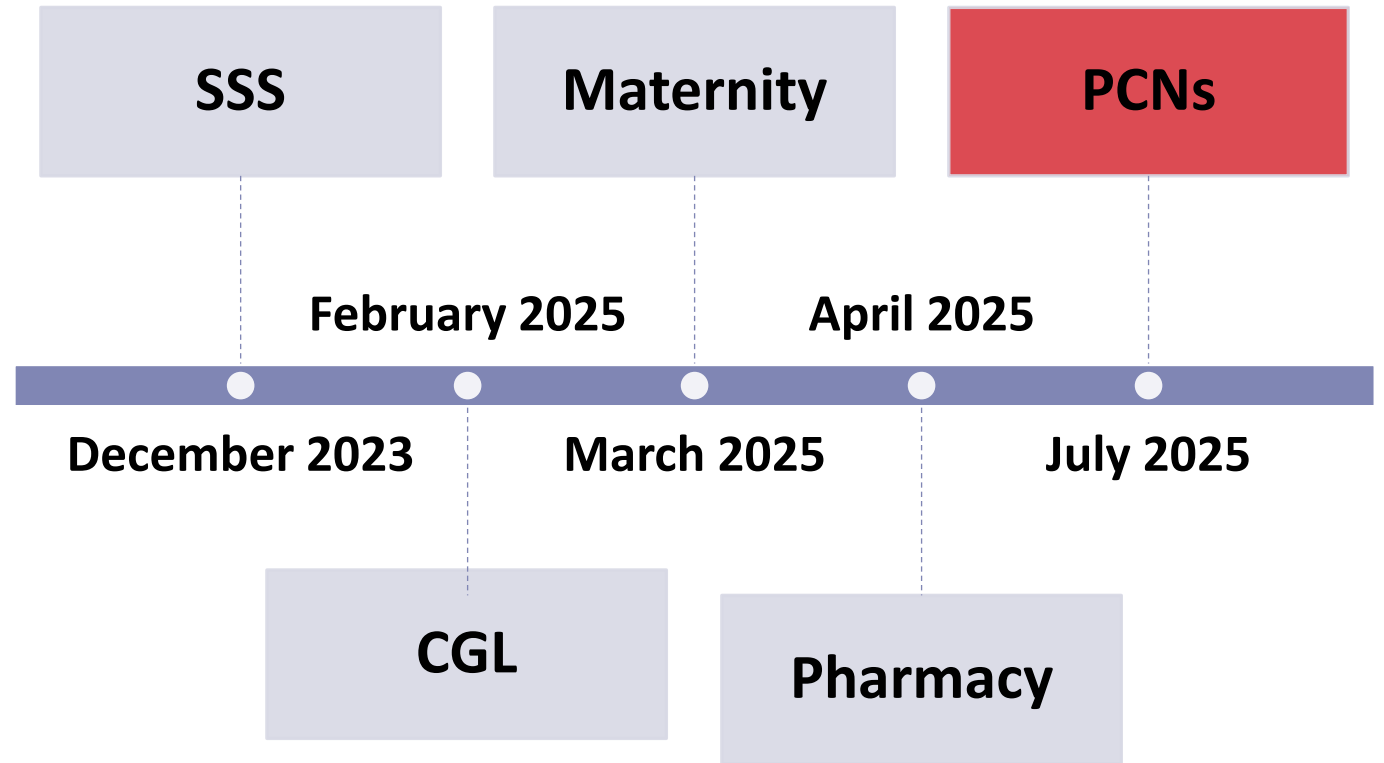 SSS
Maternity
PCNs
February 2025
April 2025
December 2023
March 2025
July 2025
CGL
Pharmacy